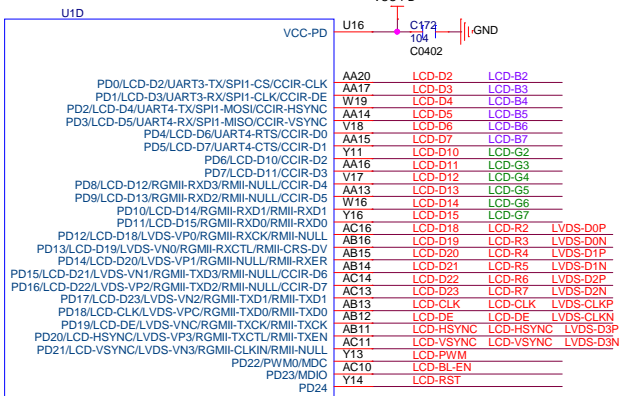 U1D
VCC-PD U16 C172 GND
104
C0402
PD0/LCD-D2/UART3-TX/SPI1-CS/CCIR-CLK AA20 LCD-D2 LCD-B2
PD1/LCD-D3/UART3-RX/SPI1-CLK/CCIR-DE AA17 LCD-D3 LCD-B3
PD2/LCD-D4/UART4-TX/SPI1-MOSI/CCIR-HSYNC W19 LCD-D4 LCD-B4
PD3/LCD-D5/UART4-RX/SPI1-MISO/CCIR-VSYNC AA14 LCD-D5 LCD-B5
PD4/LCD-D6/UART4-RTS/CCIR-D0 V18 LCD-D6 LCD-B6
PD5/LCD-D7/UART4-CTS/CCIR-D1 AA15 LCD-D7 LCD-B7
PD6/LCD-D10/CCIR-D2 Y11 LCD-D10 LCD-G2
PD7/LCD-D11/CCIR-D3 AA16 LCD-D11 LCD-G3
PD8/LCD-D12/RGMII-RXD3/RMII-NULL/CCIR-D4 V17 LCD-D12 LCD-G4
PD9/LCD-D13/RGMII-RXD2/RMII-NULL/CCIR-D5 AA13 LCD-D13 LCD-G5
PD10/LCD-D14/RGMII-RXD1/RMII-RXD1 W16 LCD-D14 LCD-G6
PD11/LCD-D15/RGMII-RXD0/RMII-RXD0 Y16 LCD-D15 LCD-G7
PD12/LCD-D18/LVDS-VP0/RGMII-RXCK/RMII-NULL AC16 LCD-D18 LCD-R2 LVDS-D0P
PD13/LCD-D19/LVDS-VN0/RGMII-RXCTL/RMII-CRS-DV AB16 LCD-D19 LCD-R3 LVDS-D0N
PD14/LCD-D20/LVDS-VP1/RGMII-NULL/RMII-RXER AB15 LCD-D20 LCD-R4 LVDS-D1P
PD15/LCD-D21/LVDS-VN1/RGMII-TXD3/RMII-NULL/CCIR-D6 AB14 LCD-D21 LCD-R5 LVDS-D1N
PD16/LCD-D22/LVDS-VP2/RGMII-TXD2/RMII-NULL/CCIR-D7 AC14 LCD-D22 LCD-R6 LVDS-D2P
PD17/LCD-D23/LVDS-VN2/RGMII-TXD1/RMII-TXD1 AC13 LCD-D23 LCD-R7 LVDS-D2N
PD18/LCD-CLK/LVDS-VPC/RGMII-TXD0/RMII-TXD0 AB13 LCD-CLK LCD-CLK LVDS-CLKP
PD19/LCD-DE/LVDS-VNC/RGMII-TXCK/RMII-TXCK AB12 LCD-DE LCD-DE LVDS-CLKN
PD20/LCD-HSYNC/LVDS-VP3/RGMII-TXCTL/RMII-TXEN AB11 LCD-HSYNC LCD-HSYNC LVDS-D3P
PD21/LCD-VSYNC/LVDS-VN3/RGMII-CLKIN/RMII-NULL AC11 LCD-VSYNC LCD-VSYNC LVDS-D3N
PD22/PWM0/MDC Y13 LCD-PWM
PD23/MDIO AC10 LCD-BL-EN
PD24 Y14 LCD-RST